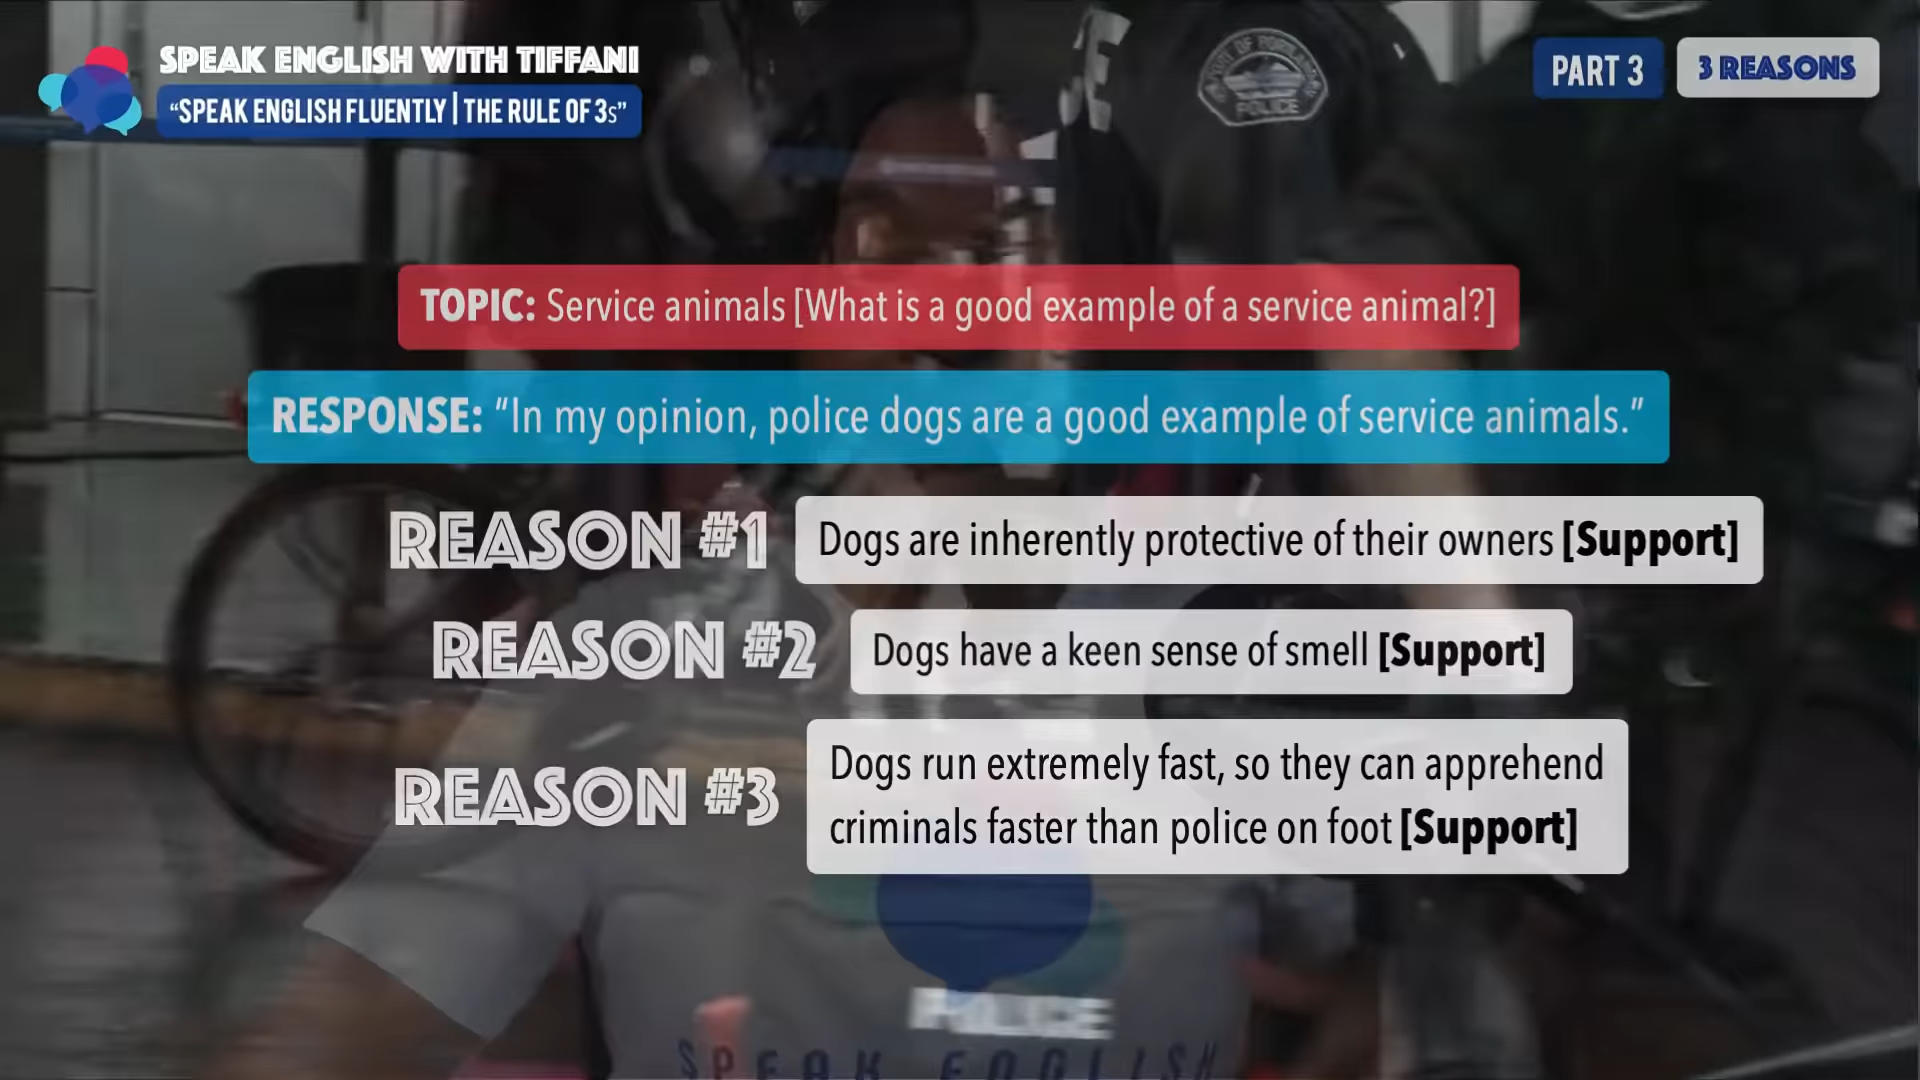 SPEAK ENGLISH WITH TIFFANI
"SPEAK ENGLISH FLUENTLY | THE RULE OF 3s"
PART 3
3 REASONS
POLICE
TOPIC: Service animals [What is a good example of a service animal?]
RESPONSE: “In my opinion, police dogs are a good example of service animals.”
REASON #1
Dogs are inherently protective of their owners [Support]
REASON #2
Dogs have a keen sense of smell [Support]
REASON #3
Dogs run extremely fast, so they can apprehend
criminals faster than police on foot [Support]
POLICE
SPEAK ENGLISH